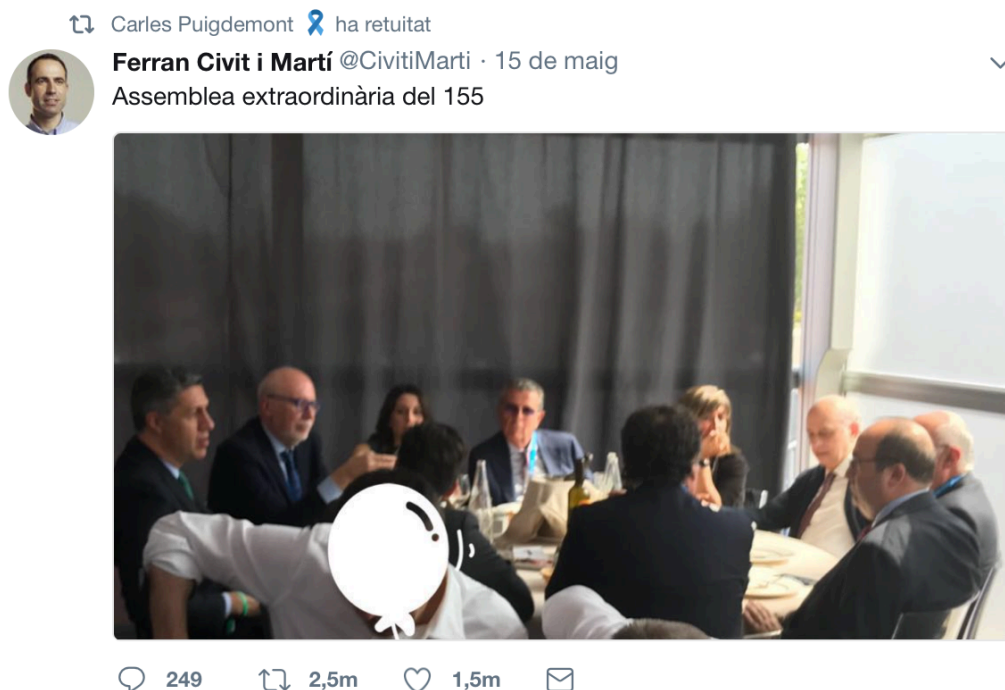 Carles Puigdemont ha retuitat
Ferran Civit i Martí @CivitiMarti · 15 de maig
Assemblea extraordinària del 155
249 2,5m 1,5m